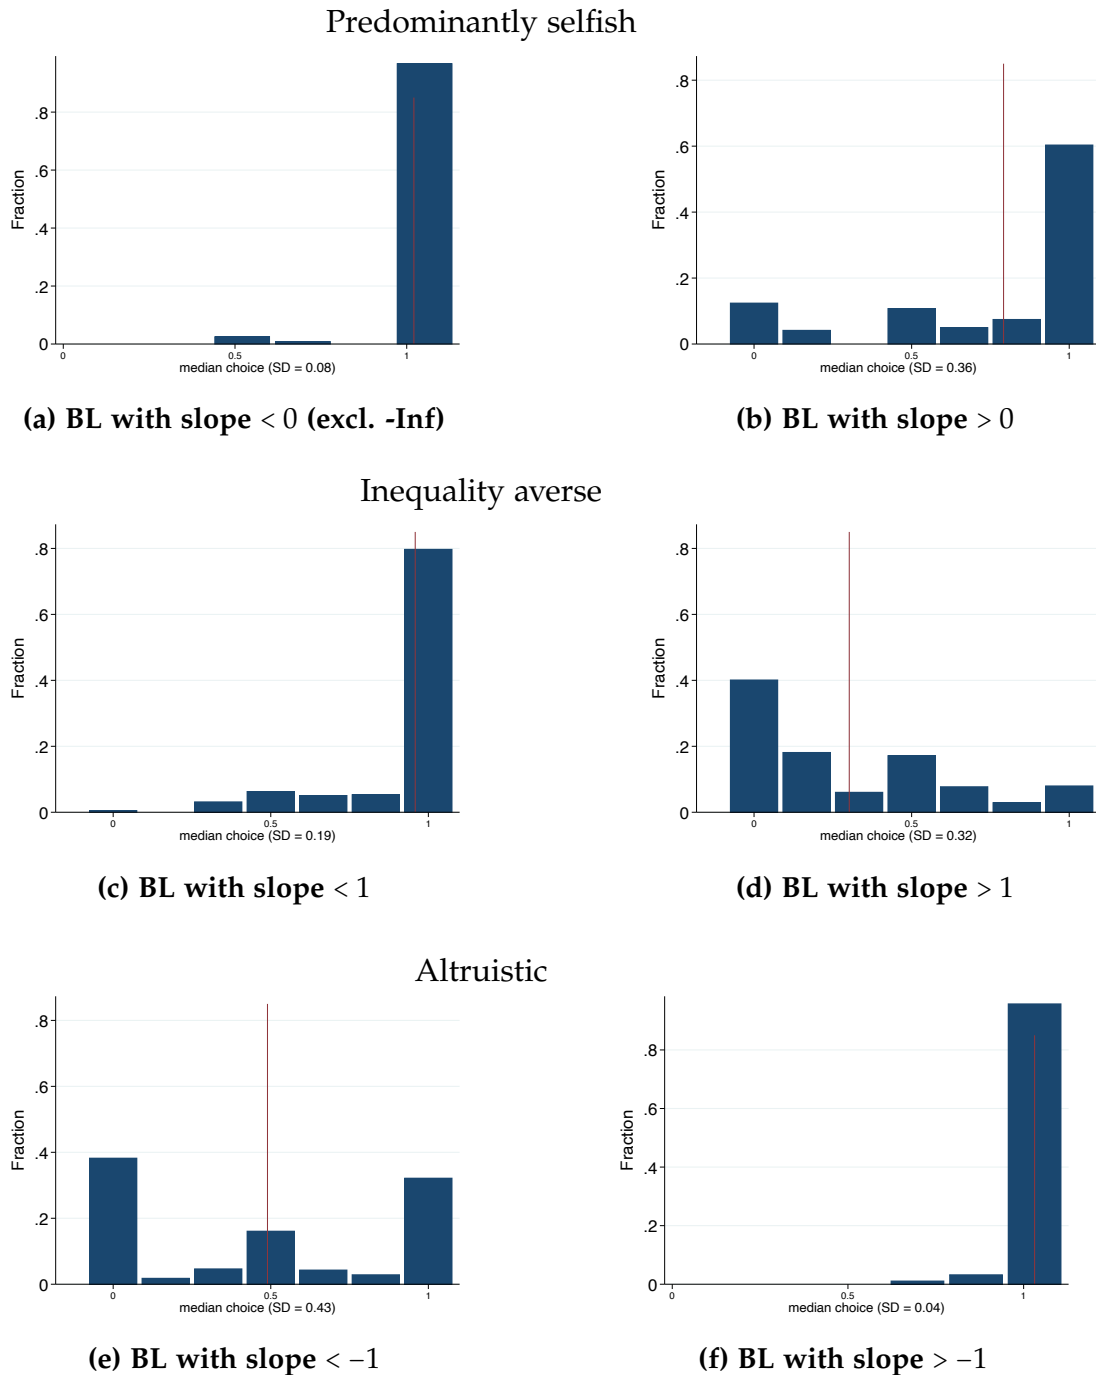 Predominantly selfish
.8
.6
.4
.2
0
Fraction
0 0.5 1
median choice (SD = 0.08)
(a) BL with slope < 0 (excl. -Inf)
.8
.6
.4
.2
0
Fraction
0 0.5 1
median choice (SD = 0.36)
(b) BL with slope > 0
Inequality averse
.8
.6
.4
.2
0
Fraction
0 0.5 1
median choice (SD = 0.19)
(c) BL with slope < 1
.8
.6
.4
.2
0
Fraction
0 0.5 1
median choice (SD = 0.32)
(d) BL with slope > 1
Altruistic
.8
.6
.4
.2
0
Fraction
0 0.5 1
median choice (SD = 0.43)
(e) BL with slope < −1
.8
.6
.4
.2
0
Fraction
0 0.5 1
median choice (SD = 0.04)
(f) BL with slope > −1